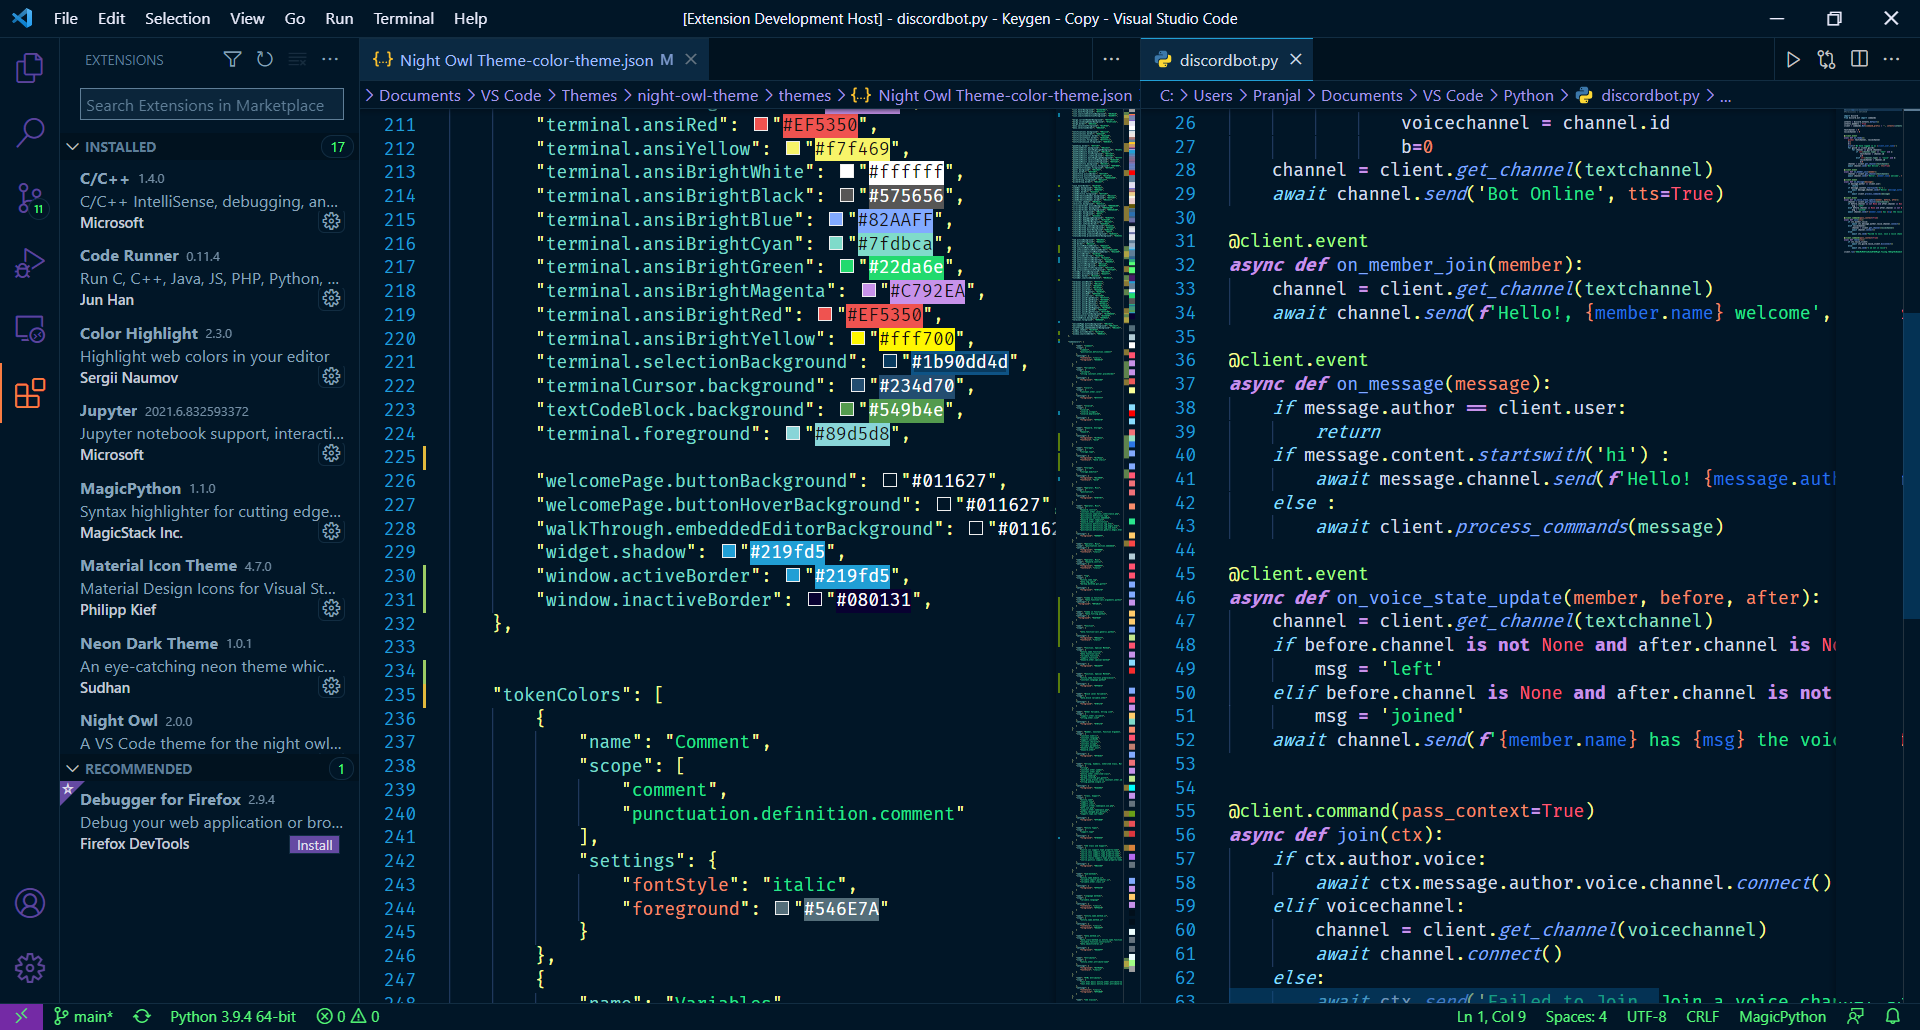 File Edit Selection View Go Run Terminal Help
[Extension Development Host] - discordbot.py - Keygen - Copy - Visual Studio Code
EXTENSIONS
Search Extensions in Marketplace
INSTALLED 17
C/C++ 1.4.0
C/C++ IntelliSense, debugging, an...
Microsoft
Code Runner 0.11.4
Run C, C++, Java, JS, PHP, Python, ...
Jun Han
Color Highlight 2.3.0
Highlight web colors in your editor
Sergii Naumov
Jupyter 2021.6.832593372
Jupyter notebook support, interacti...
Microsoft
MagicPython 1.1.0
Syntax highlighter for cutting edge...
MagicStack Inc.
Material Icon Theme 4.7.0
Material Design Icons for Visual St...
Philipp Kief
Neon Dark Theme 1.0.1
An eye-catching neon theme whic...
Sudhan
Night Owl 2.0.0
A VS Code theme for the night owl...
RECOMMENDED 1
Debugger for Firefox 2.9.4
Debug your web application or bro...
Firefox DevTools Install
11
{..} Night Owl Theme-color-theme.json M
> Documents > VS Code > Themes > night-owl-theme > themes > {..} Night Owl Theme-color-theme.json
211 "terminal.ansiRed": "#EF5350",
212 "terminal.ansiYellow": "#f7f469",
213 "terminal.ansiBrightWhite": "#ffffff",
214 "terminal.ansiBrightBlack": "#575656",
215 "terminal.ansiBrightBlue": "#82AAFF",
216 "terminal.ansiBrightCyan": "#7fdbca",
217 "terminal.ansiBrightGreen": "#22da6e",
218 "terminal.ansiBrightMagenta": "#C792EA",
219 "terminal.ansiBrightRed": "#EF5350",
220 "terminal.ansiBrightYellow": "#fff700",
221 "terminal.selectionBackground": "#1b90dd4d",
222 "terminalCursor.background": "#234d70",
223 "textCodeBlock.background": "#549b4e",
224 "terminal.foreground": "#89d5d8",
225
226 "welcomePage.buttonBackground": "#011627",
227 "welcomePage.buttonHoverBackground": "#011627"
228 "walkThrough.embeddedEditorBackground": "#0116
229 "widget.shadow": "#219fd5",
230 "window.activeBorder": "#219fd5",
231 "window.inactiveBorder": "#080131",
232 },
233
234
235 "tokenColors": [
236 {
237 "name": "Comment",
238 "scope": [
239 "comment",
240 "punctuation.definition.comment"
241 ],
242 "settings": {
243 "fontStyle": "italic",
244 "foreground": "#546E7A"
245 }
246 },
247 {
248 "name": "Variables"
discordbot.py
C: > Users > Pranjal > Documents > VS Code > Python > discordbot.py > ...
26 voicechannel = channel.id
27 b=0
28 channel = client.get_channel(textchannel)
29 await channel.send('Bot Online', tts=True)
30
31 @client.event
32 async def on_member_join(member):
33 channel = client.get_channel(textchannel)
34 await channel.send(f'Hello!, {member.name} welcome',
35
36 @client.event
37 async def on_message(message):
38 if message.author == client.user:
39 return
40 if message.content.startswith('hi') :
41 await message.channel.send(f'Hello! {message.auth
42 else :
43 await client.process_commands(message)
44
45 @client.event
46 async def on_voice_state_update(member, before, after):
47 channel = client.get_channel(textchannel)
48 if before.channel is not None and after.channel is No
49 msg = 'left'
50 elif before.channel is None and after.channel is not
51 msg = 'joined'
52 await channel.send(f'{member.name} has {msg} the voic
53
54
55 @client.command(pass_context=True)
56 async def join(ctx):
57 if ctx.author.voice:
58 await ctx.message.author.voice.channel.connect()
59 elif voicechannel:
60 channel = client.get_channel(voicechannel)
61 await channel.connect()
62 else:
63 await ctx.send('Failed to Join, Join a voice chan
main* Python 3.9.4 64-bit 0 0
Ln 1, Col 9 Spaces: 4 UTF-8 CRLF MagicPython